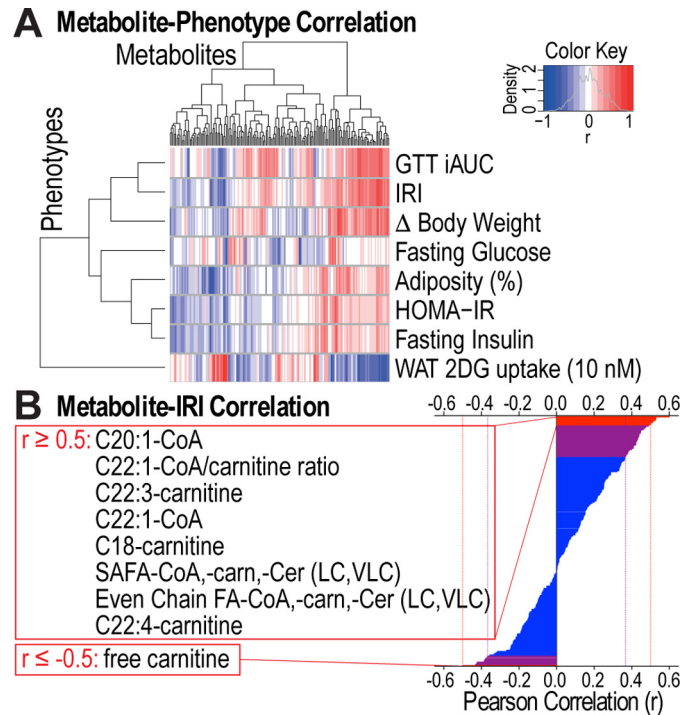 A Metabolite-Phenotype Correlation
Metabolites
Color Key
Density
0 1 2
-1 0 1
r
Phenotypes
GTT iAUC
IRI
Δ Body Weight
Fasting Glucose
Adiposity (%)
HOMA-IR
Fasting Insulin
WAT 2DG uptake (10 nM)
B Metabolite-IRI Correlation
-0.6 -0.2 0.0 0.2 0.4 0.6
r ≥ 0.5: C20:1-CoA
C22:1-CoA/carnitine ratio
C22:3-carnitine
C22:1-CoA
C18-carnitine
SAFA-CoA,-carn,-Cer (LC,VLC)
Even Chain FA-CoA,-carn,-Cer (LC,VLC)
C22:4-carnitine
r ≤ -0.5: free carnitine
-0.6 -0.4 -0.2 0.0 0.2 0.4 0.6
Pearson Correlation (r)